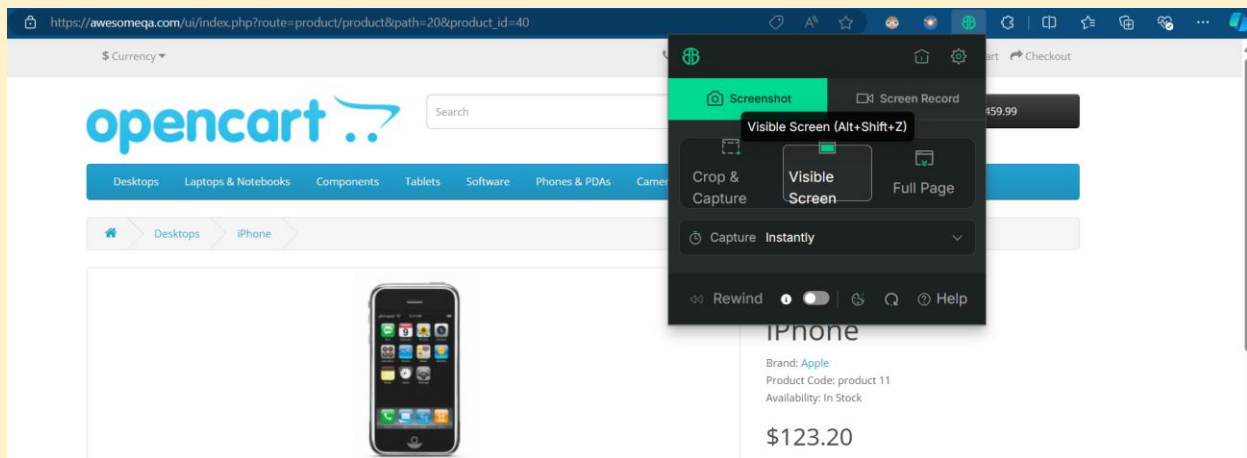 https://awesomeqa.com/ui/index.php?route=product/product&path=20&product_id=40
$ Currency
art Checkout
opencart
Search
459.99
Desktops Laptops & Notebooks Components Tablets Software Phones & PDAs Camer
Desktops iPhone
Screenshot Screen Record
Visible Screen (Alt+Shift+Z)
Crop & Capture
Visible Screen
Full Page
Capture Instantly
Rewind Help
iPhone
Brand: Apple
Product Code: product 11
Availability: In Stock
$123.20